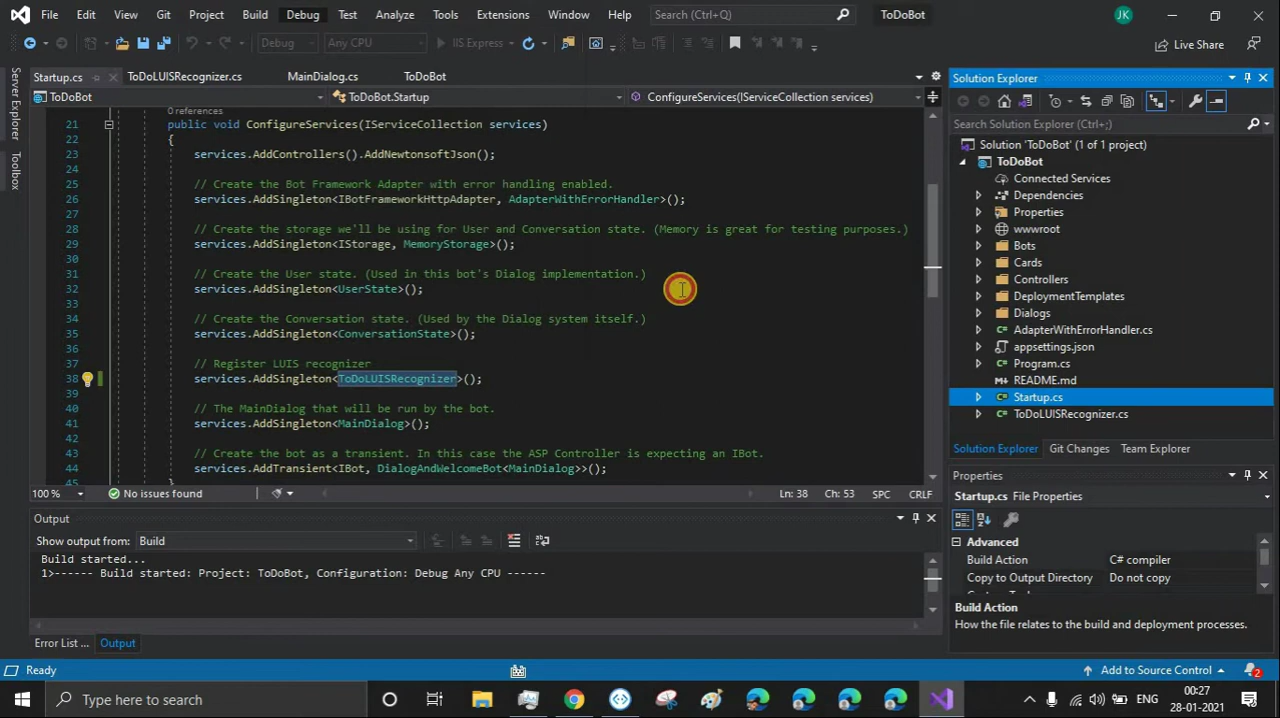 File Edit View Git Project Build Debug Test Analyze Tools Extensions Window Help Search (Ctrl+Q) ToDoBot JK
Debug Any CPU IIS Express Live Share
Server Explorer
Toolbox
Startup.cs ToDoLUISRecognizer.cs MainDialog.cs ToDoBot
ToDoBot ToDoBot.Startup ConfigureServices(IServiceCollection services)
0 references
21 public void ConfigureServices(IServiceCollection services)
22 {
23 services.AddControllers().AddNewtonsoftJson();
24
25 // Create the Bot Framework Adapter with error handling enabled.
26 services.AddSingleton<IBotFrameworkHttpAdapter, AdapterWithErrorHandler>();
27
28 // Create the storage we'll be using for User and Conversation state. (Memory is great for testing purposes.)
29 services.AddSingleton<IStorage, MemoryStorage>();
30
31 // Create the User state. (Used in this bot's Dialog implementation.)
32 services.AddSingleton<UserState>();
33
34 // Create the Conversation state. (Used by the Dialog system itself.)
35 services.AddSingleton<ConversationState>();
36
37 // Register LUIS recognizer
38 services.AddSingleton<ToDoLUISRecognizer>();
39
40 // The MainDialog that will be run by the bot.
41 services.AddSingleton<MainDialog>();
42
43 // Create the bot as a transient. In this case the ASP Controller is expecting an IBot.
44 services.AddTransient<IBot, DialogAndWelcomeBot<MainDialog>>();
45 }
100 % No issues found Ln: 38 Ch: 53 SPC CRLF
Output
Show output from: Build
Build started...
1>------ Build started: Project: ToDoBot, Configuration: Debug Any CPU ------
Error List ... Output
Solution Explorer
Search Solution Explorer (Ctrl+;)
Solution 'ToDoBot' (1 of 1 project)
ToDoBot
Connected Services
Dependencies
Properties
wwwroot
Bots
Cards
Controllers
DeploymentTemplates
Dialogs
AdapterWithErrorHandler.cs
appsettings.json
Program.cs
README.md
Startup.cs
ToDoLUISRecognizer.cs
Solution Explorer Git Changes Team Explorer
Properties
Startup.cs File Properties
Advanced
Build Action C# compiler
Copy to Output Directory Do not copy
Build Action
How the file relates to the build and deployment processes.
Ready Add to Source Control 2
Type here to search ENG 00:27
28-01-2021